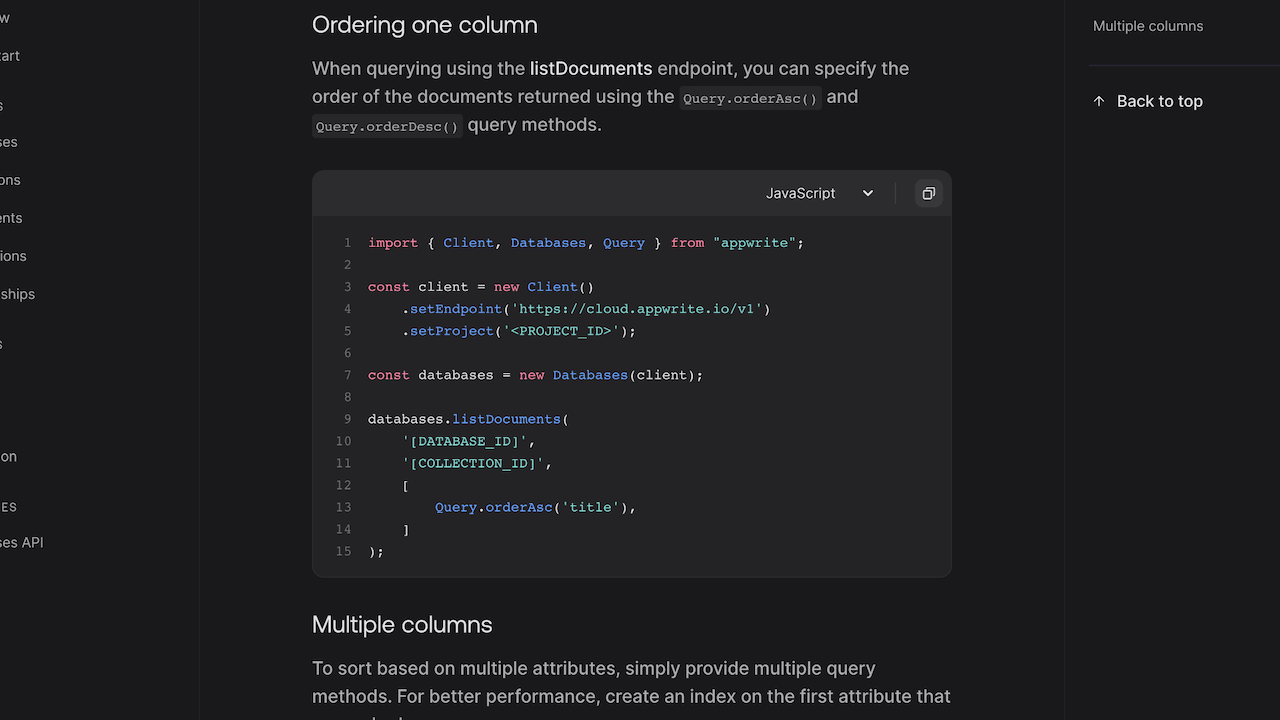 w
art
s
ses
ons
ents
ions
ships
s
on
ES
ses API
Ordering one column
When querying using the listDocuments endpoint, you can specify the
order of the documents returned using the Query.orderAsc() and
Query.orderDesc() query methods.
JavaScript
1 import { Client, Databases, Query } from "appwrite";
2
3 const client = new Client()
4     .setEndpoint('https://cloud.appwrite.io/v1')
5     .setProject('<PROJECT_ID>');
6
7 const databases = new Databases(client);
8
9 databases.listDocuments(
10     '[DATABASE_ID]',
11     '[COLLECTION_ID]',
12     [
13         Query.orderAsc('title'),
14     ]
15 );
Multiple columns
To sort based on multiple attributes, simply provide multiple query
methods. For better performance, create an index on the first attribute that
Multiple columns
Back to top